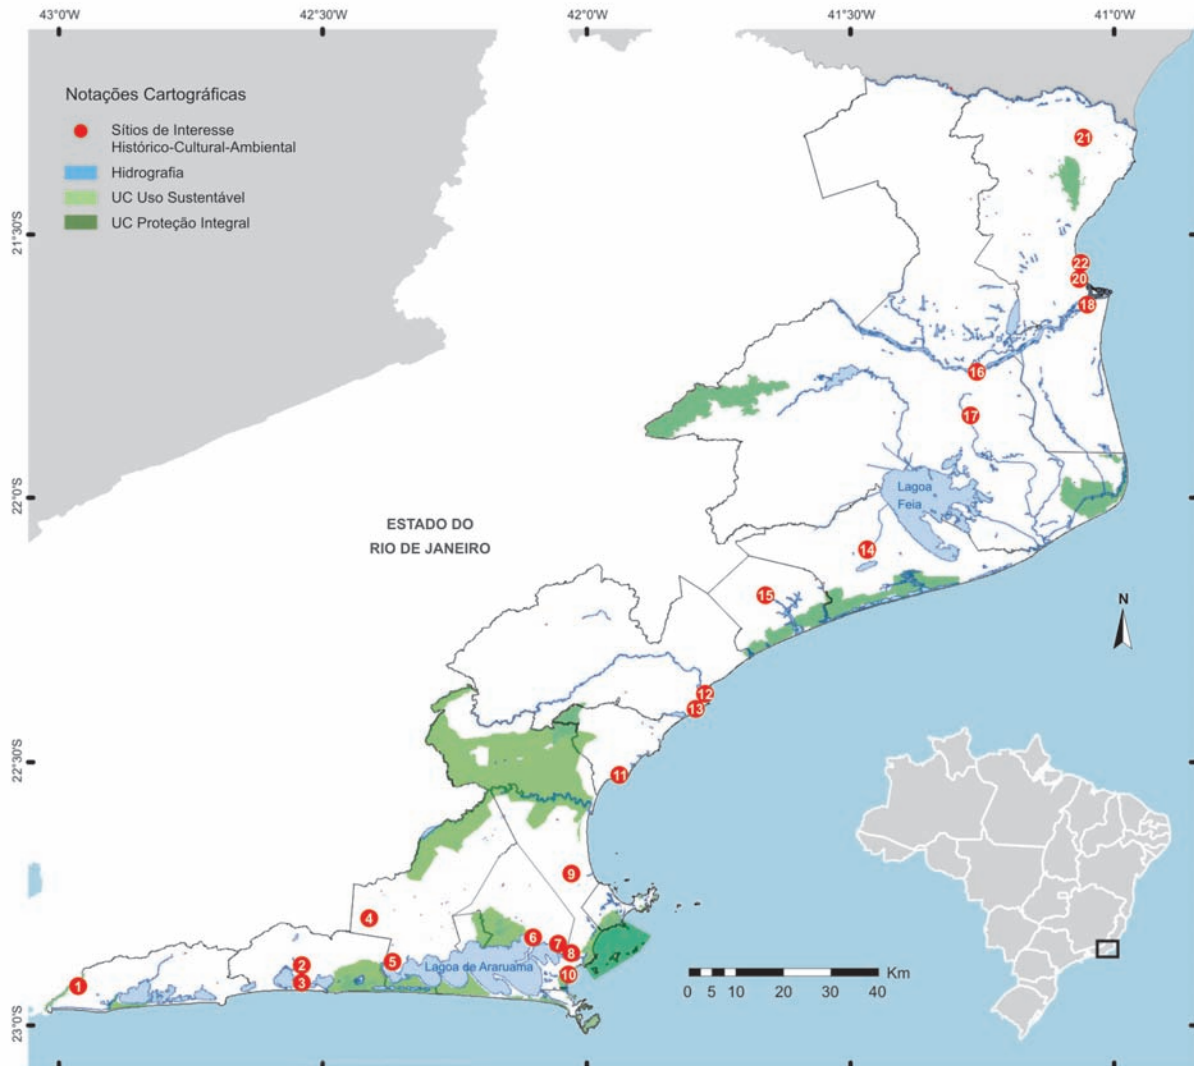 43°0'W
42°30'W
42°0'W
41°30'W
41°0'W
Notações Cartográficas
Sítios de Interesse
Histórico-Cultural-Ambiental
Hidrografia
UC Uso Sustentável
UC Proteção Integral
21
21°30'S
22
20
18
16
17
22°0'S
Lagoa
Feia
ESTADO DO
RIO DE JANEIRO
14
15
N
12
13
22°30'S
11
9
4
6
7
8
5
2
Lagoa de Araruama
10
3
1
0 5 10 20 30 40 Km
23°0'S